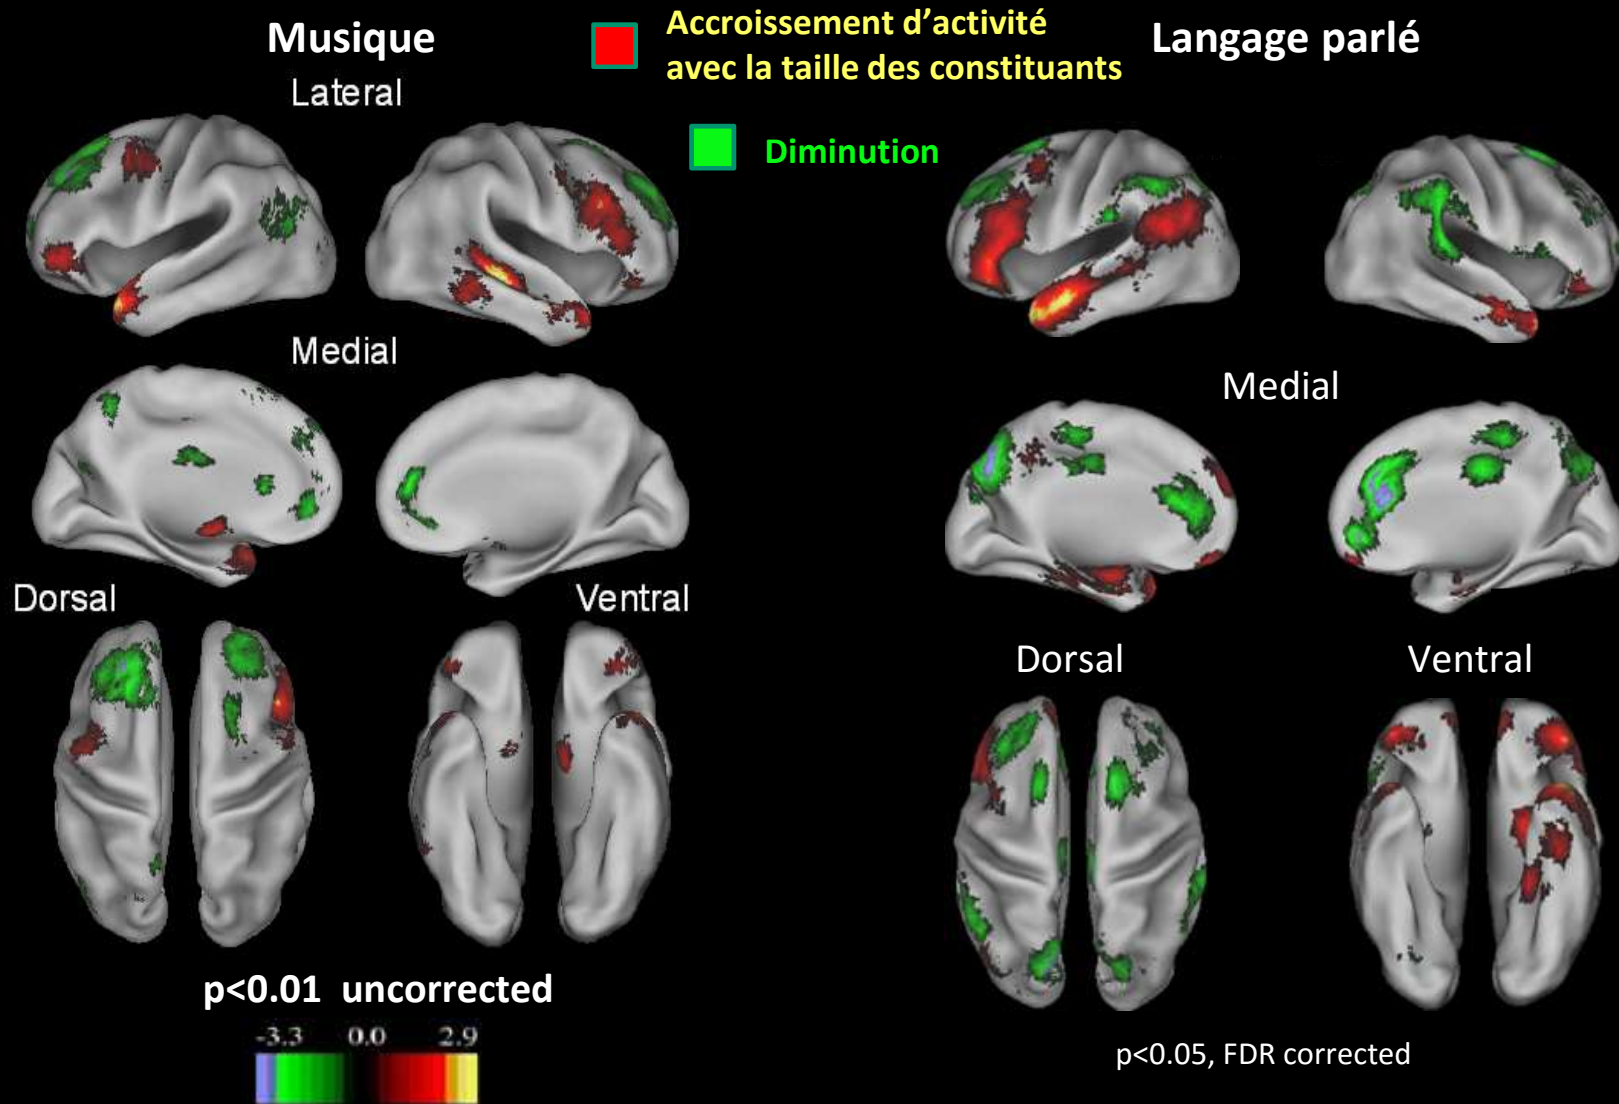 Musique
Accroissement d’activité
avec la taille des constituants
Langage parlé
Lateral
Diminution
Medial
Medial
Dorsal
Ventral
Dorsal
Ventral
p<0.01 uncorrected
-3.3 0.0 2.9
p<0.05, FDR corrected